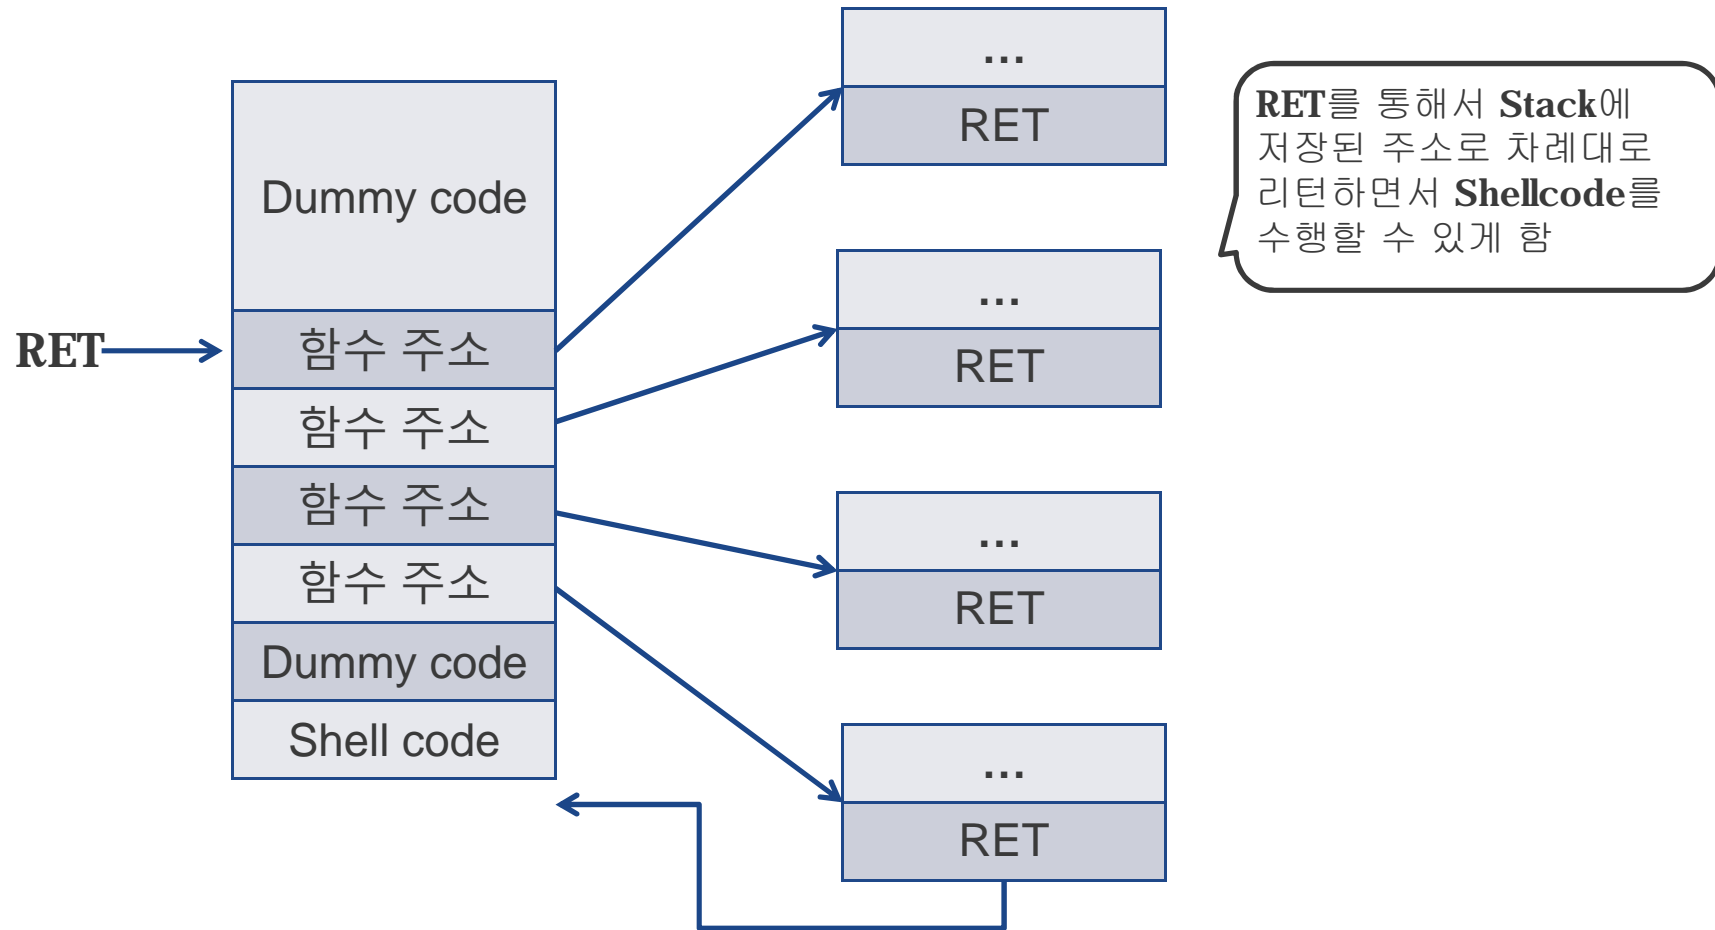 RET
Dummy code
함수 주소
함수 주소
함수 주소
함수 주소
Dummy code
Shell code
...
RET
...
RET
...
RET
...
RET
RET를 통해서 Stack에
저장된 주소로 차례대로
리턴하면서 Shellcode를
수행할 수 있게 함